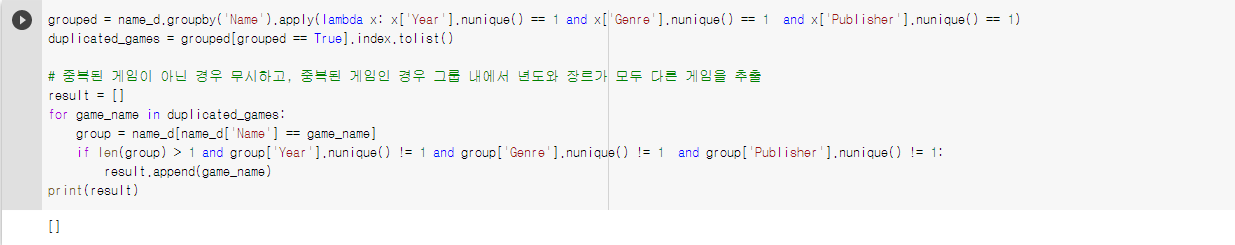 grouped = name_d.groupby('Name').apply(lambda x: x['Year'].nunique() == 1 and x['Genre'].nunique() == 1  and x['Publisher'].nunique() == 1)
duplicated_games = grouped[grouped == True].index.tolist()
# 중복된 게임이 아닌 경우 무시하고, 중복된 게임인 경우 그룹 내에서 년도와 장르가 모두 다른 게임을 추출
result = []
for game_name in duplicated_games:
    group = name_d[name_d['Name'] == game_name]
    if len(group) > 1 and group['Year'].nunique() != 1 and group['Genre'].nunique() != 1  and group['Publisher'].nunique() != 1:
        result.append(game_name)
print(result)
[]